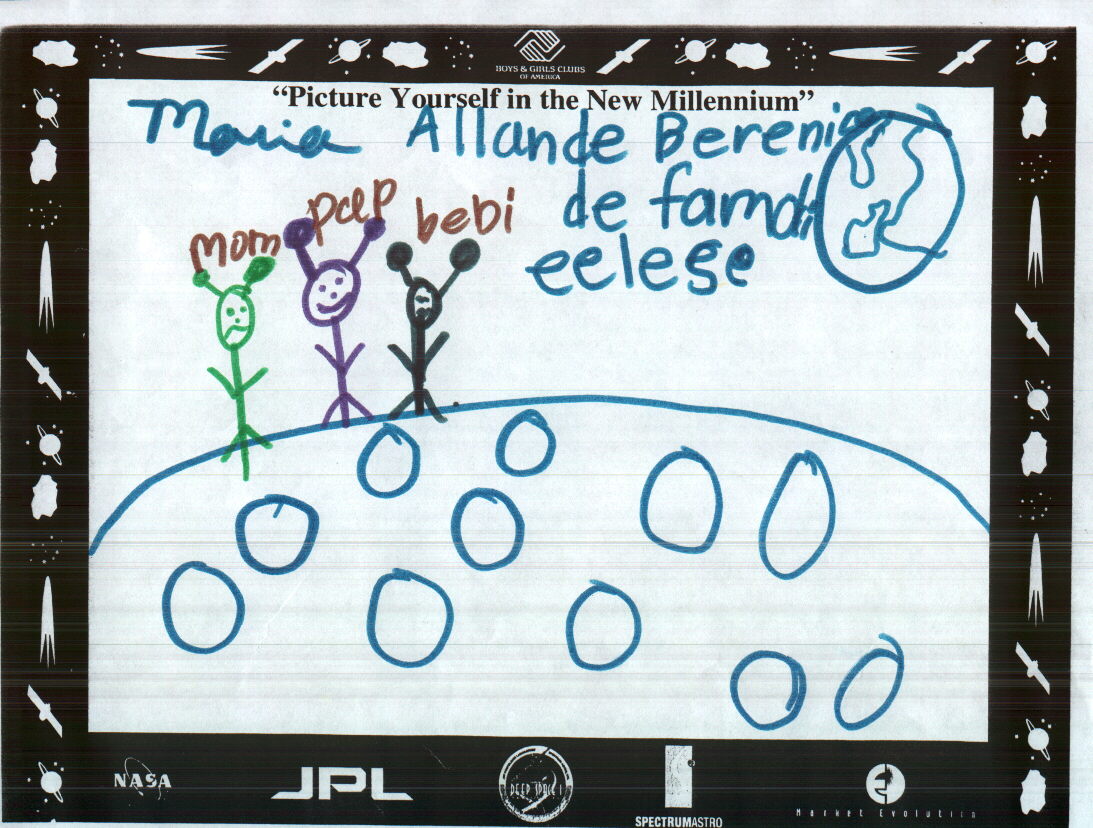 BOYS & GIRLS CLUBS
OF AMERICA
"Picture Yourself in the New Millennium"
Maria Allande Berenice
mom pap bebi de famdi
eelege
NASA JPL DEEP SPACE 1 SPECTRUMASTRO Market Evolution